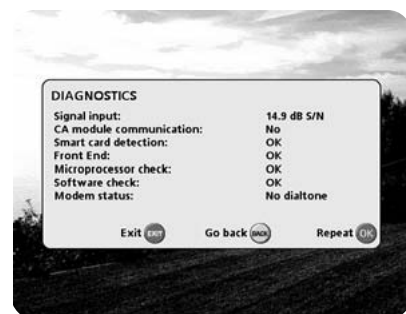 DIAGNOSTICS
Signal input: 14.9 dB S/N
CA module communication: No
Smart card detection: OK
Front End: OK
Microprocessor check: OK
Software check: OK
Modem status: No dialtone
Exit EXIT Go back BACK Repeat OK